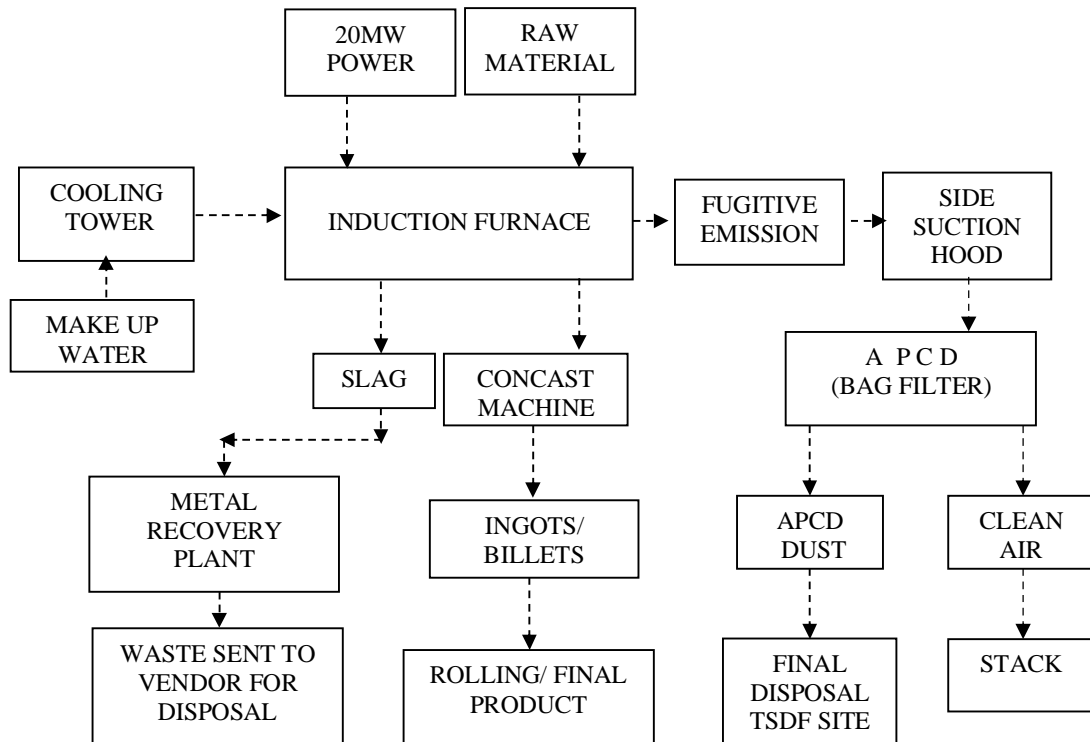 20MW
POWER
RAW
MATERIAL
COOLING
TOWER
INDUCTION FURNACE
FUGITIVE
EMISSION
SIDE
SUCTION
HOOD
MAKE UP
WATER
SLAG
CONCAST
MACHINE
A P C D
(BAG FILTER)
METAL
RECOVERY
PLANT
INGOTS/
BILLETS
APCD
DUST
CLEAN
AIR
WASTE SENT TO
VENDOR FOR
DISPOSAL
ROLLING/ FINAL
PRODUCT
FINAL
DISPOSAL
TSDF SITE
STACK